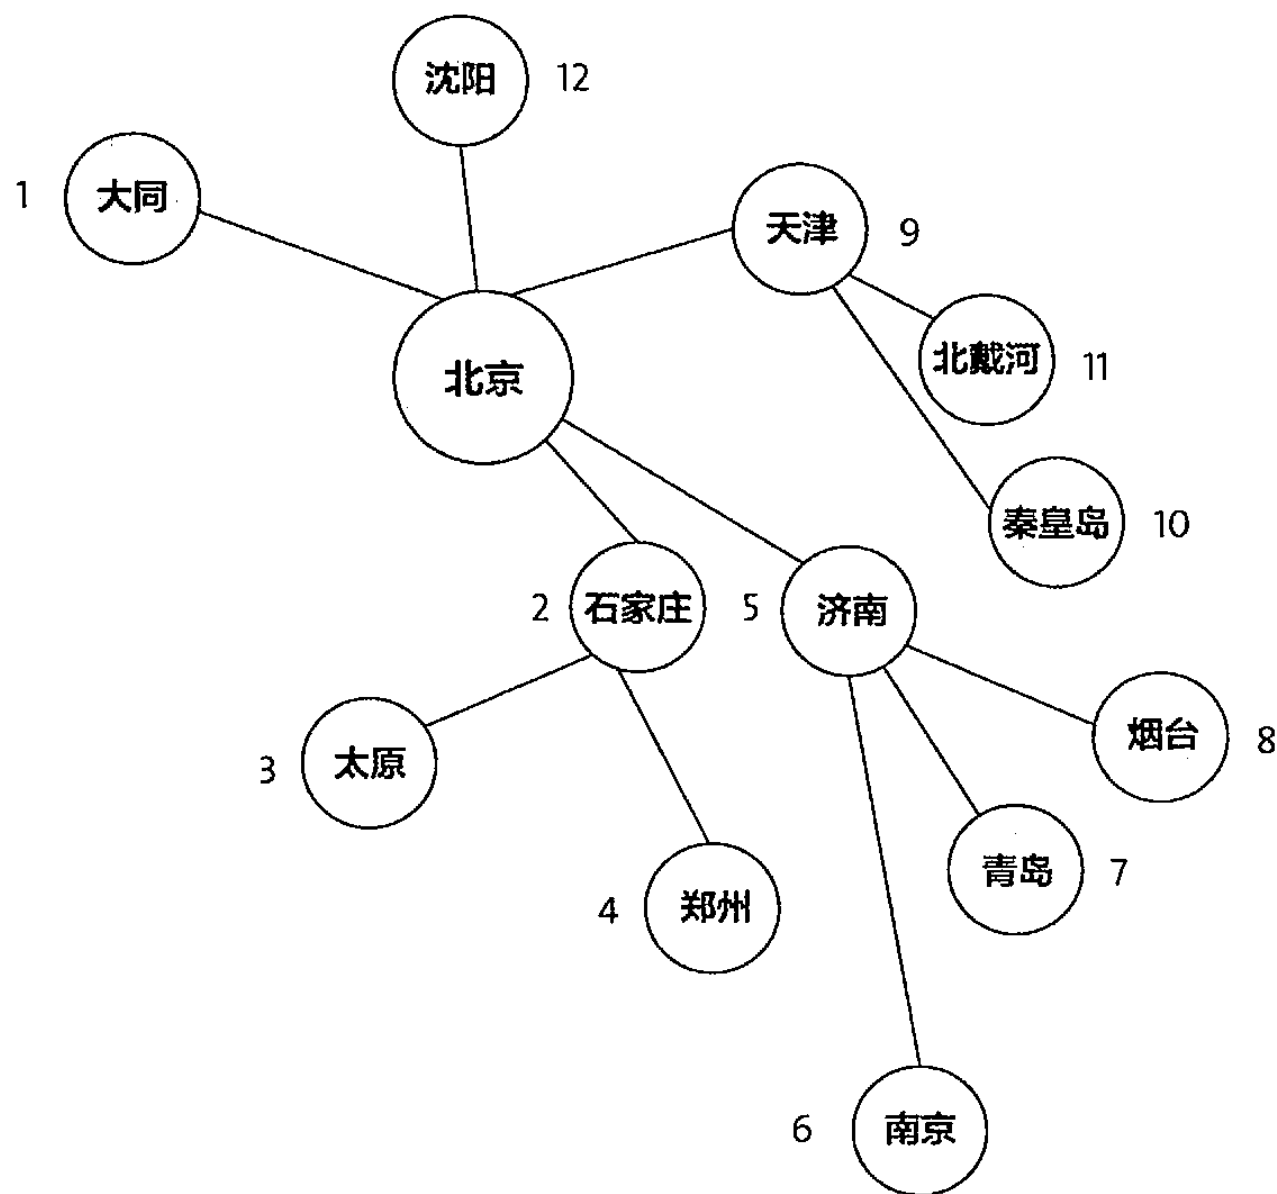 沈阳 12
1 大同
天津 9
北戴河 11
北京
秦皇岛 10
2 石家庄
5 济南
烟台 8
3 太原
青岛 7
4 郑州
6 南京